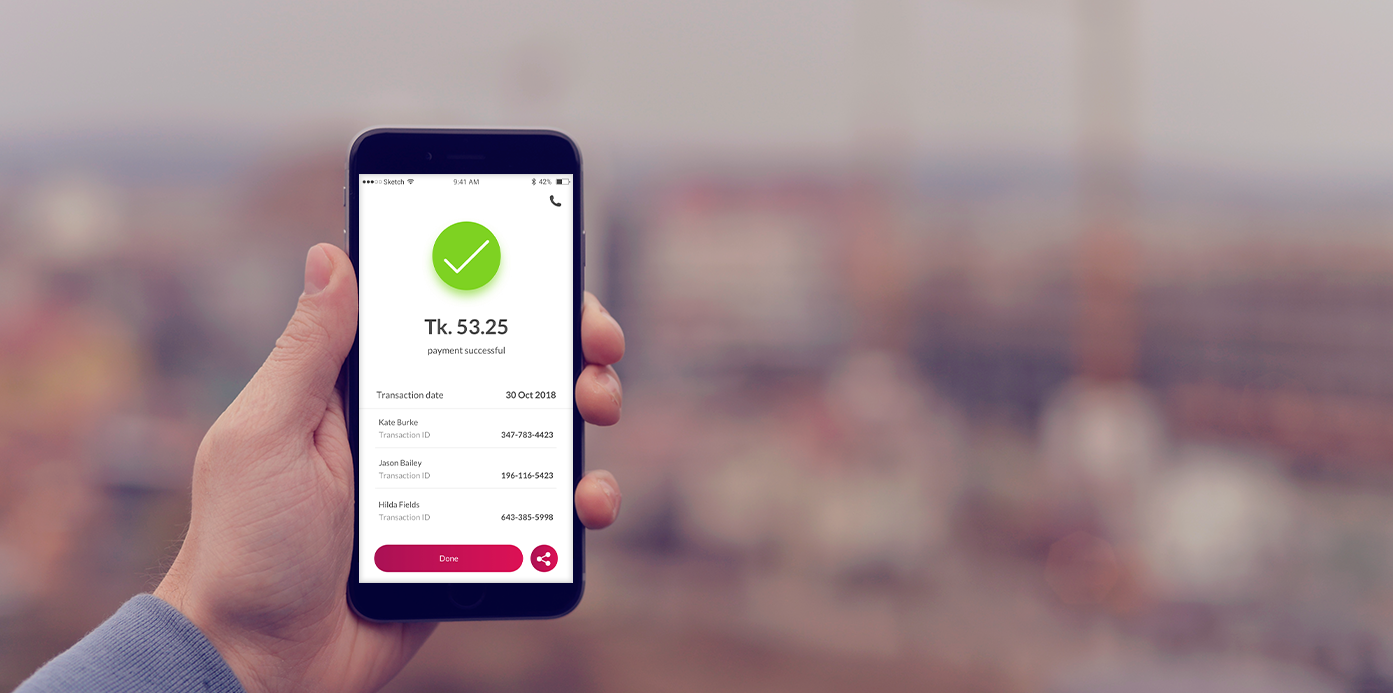 Sketch 9:41 AM 42%
Tk. 53.25
payment successful
Transaction date 30 Oct 2018
Kate Burke
Transaction ID 347-783-4423
Jason Bailey
Transaction ID 196-116-5423
Hilda Fields
Transaction ID 643-385-5998
Done